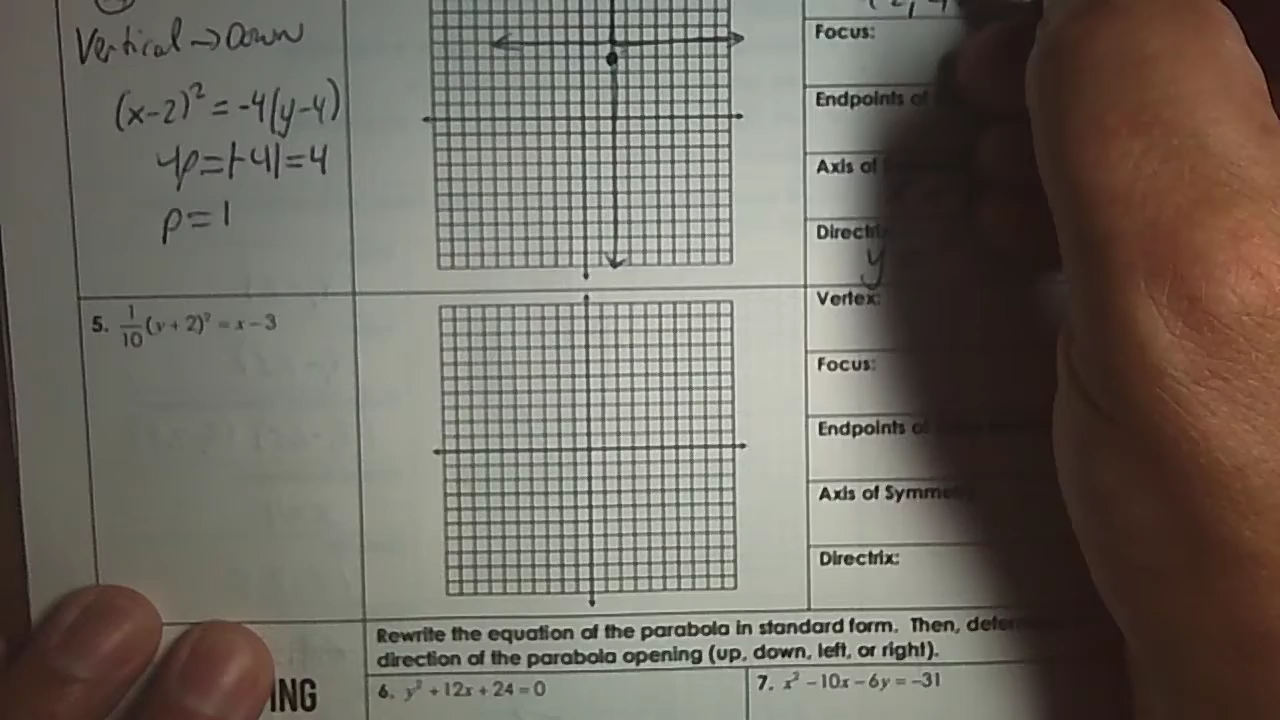 Vertical → Down
(x-2)² = -4(y-4)
4p = |-4| = 4
p = 1
Focus:
Endpoints of
Axis of
Directrix
y
5. 1/10 (y + 2)² = x - 3
Vertex:
Focus:
Endpoints of
Axis of Symme
Directrix:
Rewrite the equation of the parabola in standard form. Then, deter
direction of the parabola opening (up, down, left, or right).
ING
6. y² + 12x + 24 = 0
7. x² - 10x - 6y = -31